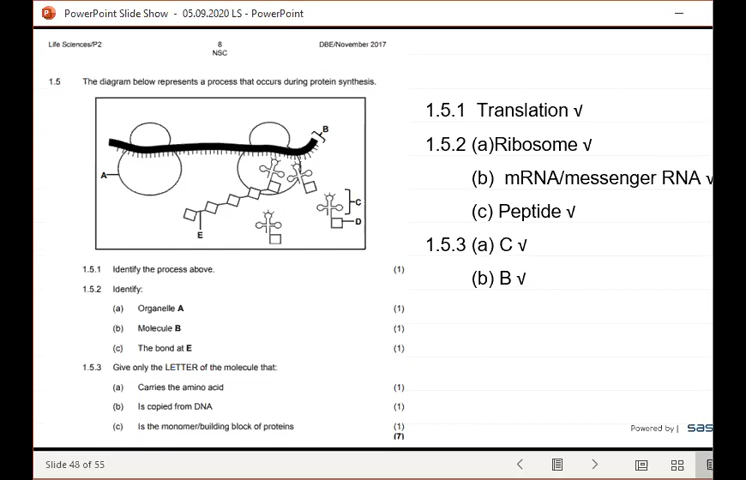 PowerPoint Slide Show - 05.09.2020 LS - PowerPoint
Life Sciences/P2 8 DBE/November 2017
NSC
1.5 The diagram below represents a process that occurs during protein synthesis.
B
A
C
D
E
1.5.1 Identify the process above. (1)
1.5.2 Identify:
(a) Organelle A (1)
(b) Molecule B (1)
(c) The bond at E (1)
1.5.3 Give only the LETTER of the molecule that:
(a) Carries the amino acid (1)
(b) Is copied from DNA (1)
(c) Is the monomer/building block of proteins (1)
(7)
1.5.1 Translation √
1.5.2 (a)Ribosome √
(b) mRNA/messenger RNA √
(c) Peptide √
1.5.3 (a) C √
(b) B √
Powered by | sas
Slide 48 of 55